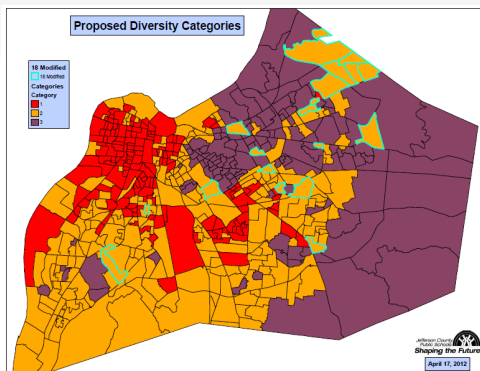 Proposed Diversity Categories
18 Modified
18 Modified
Categories
Category
1
2
3
Jefferson County
Public Schools
Shaping the Future
April 17, 2012